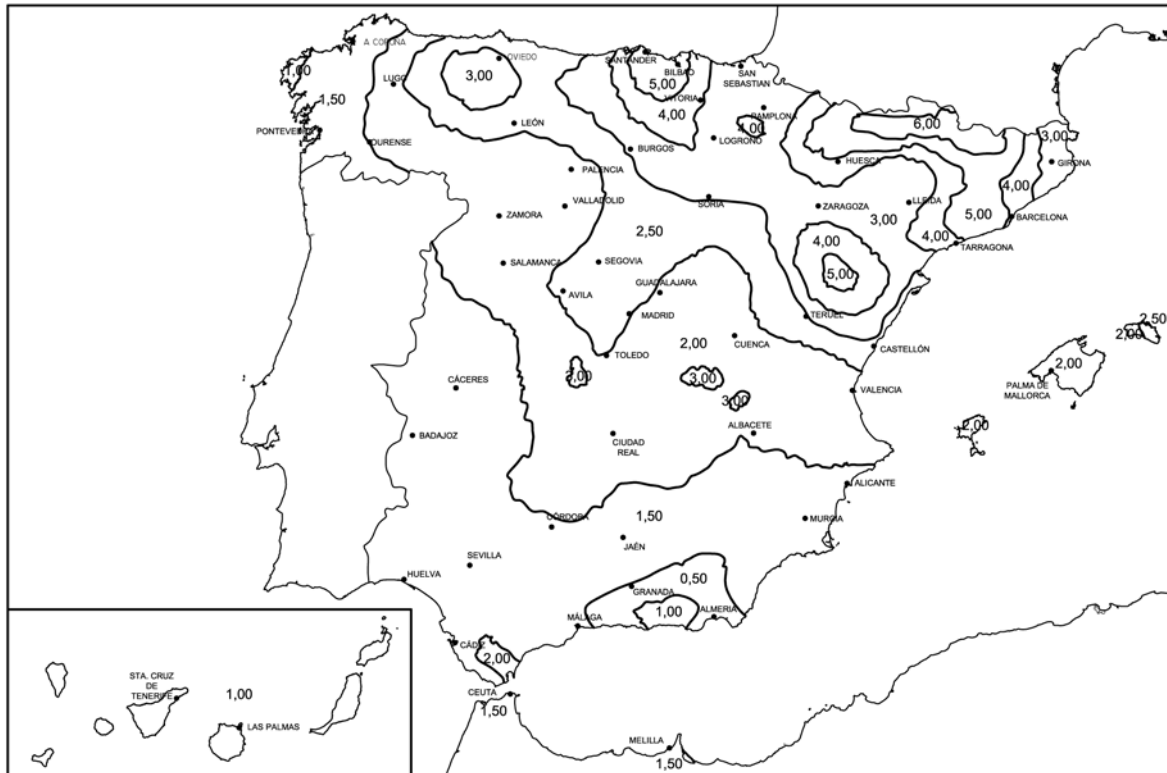 A CORUÑA
OVIEDO
SANTANDER
1,00
LUGO
3,00
5,00
BILBAO
SAN
SEBASTIAN
1,50
VITORIA
4,00
PAMPLONA
6,00
PONTEVEDRA
LEÓN
4,00
3,00
OURENSE
LOGROÑO
BURGOS
HUESCA
GIRONA
PALENCIA
4,00
VALLADOLID
SORIA
ZARAGOZA
LLEIDA
ZAMORA
3,00
5,00
BARCELONA
2,50
4,00
4,00
TARRAGONA
SALAMANCA
SEGOVIA
5,00
GUADALAJARA
AVILA
MADRID
TERUEL
2,50
2,00
2,00
CUENCA
CASTELLÓN
TOLEDO
2,00
3,00
3,00
CÁCERES
PALMA DE
MALLORCA
VALENCIA
3,00
2,00
BADAJOZ
CIUDAD
REAL
ALBACETE
ALICANTE
1,50
CÓRDOBA
MURCIA
JAÉN
SEVILLA
HUELVA
0,50
GRANADA
1,00
ALMERIA
MÁLAGA
CÁDIZ
2,00
STA. CRUZ
DE
TENERIFE
1,00
CEUTA
1,50
LAS PALMAS
MELILLA
1,50